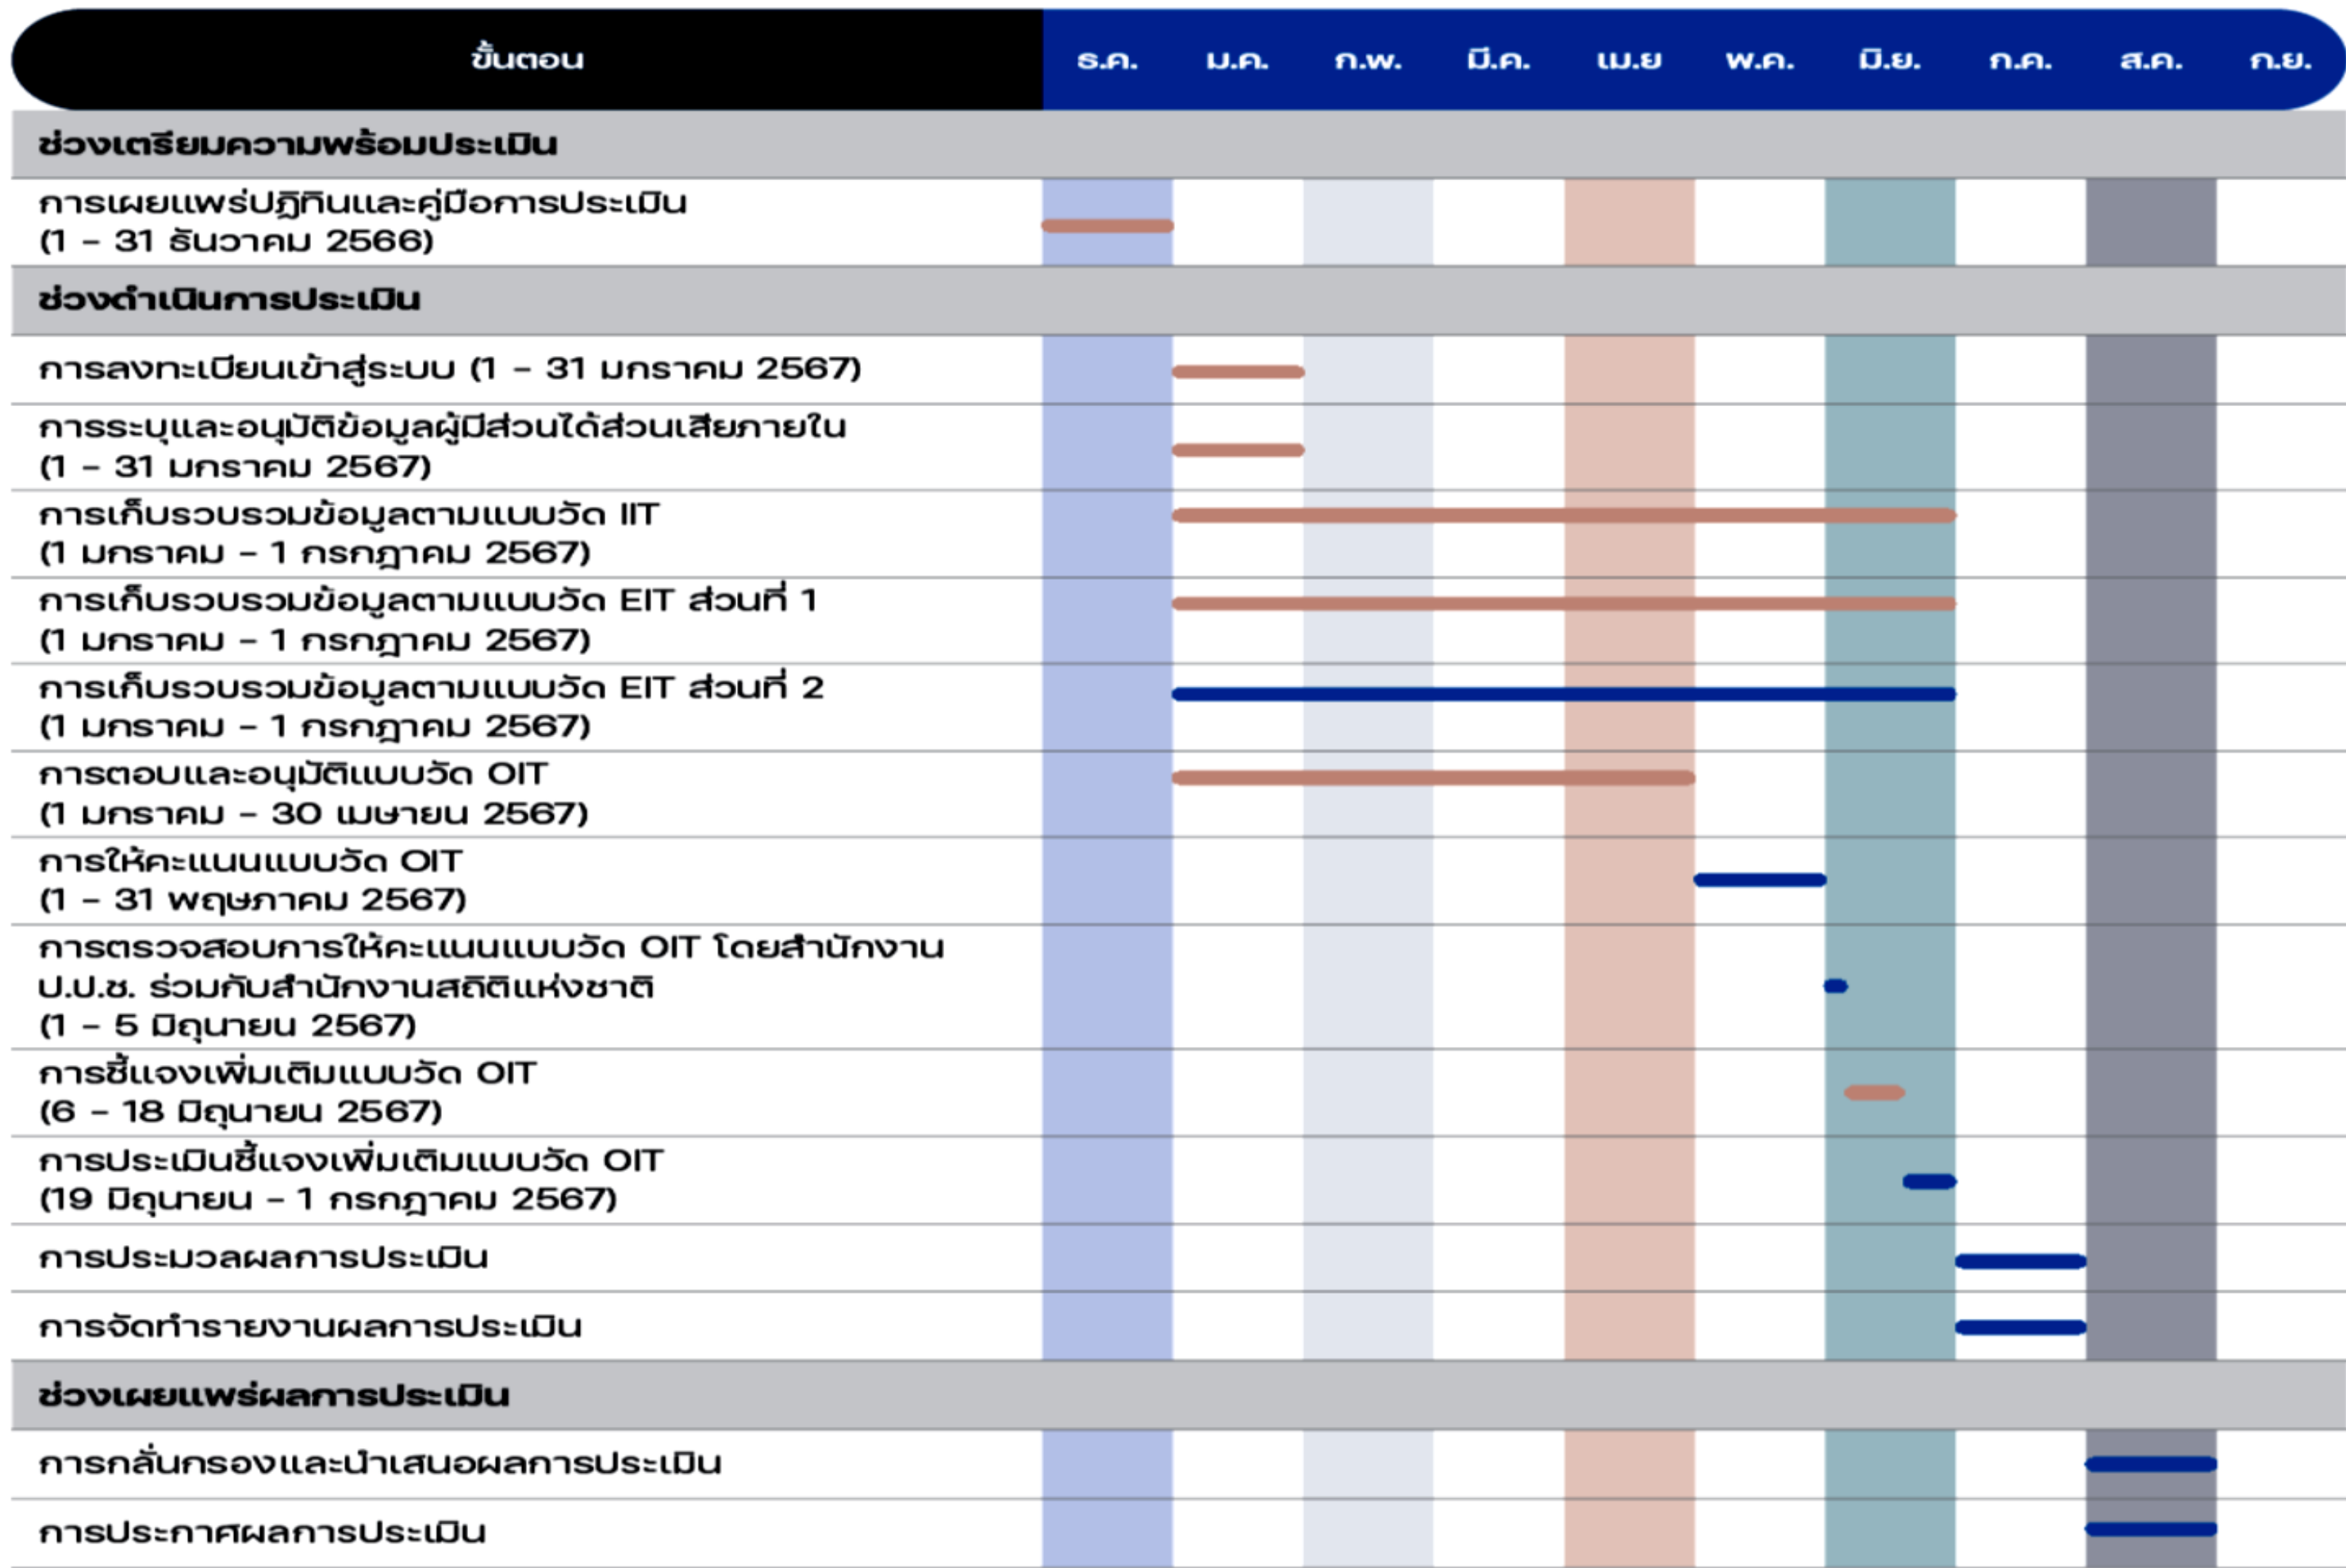 ขั้นตอน ธ.ค. ม.ค. ก.พ. มี.ค. เม.ย พ.ค. มิ.ย. ก.ค. ส.ค. ก.ย.
ช่วงเตรียมความพร้อมประเมิน
การเผยแพร่ปฏิทินและคู่มือการประเมิน
(1 – 31 ธันวาคม 2566)
ช่วงดำเนินการประเมิน
การลงทะเบียนเข้าสู่ระบบ (1 – 31 มกราคม 2567)
การระบุและอนุมัติข้อมูลผู้มีส่วนได้ส่วนเสียภายใน
(1 – 31 มกราคม 2567)
การเก็บรวบรวมข้อมูลตามแบบวัด IIT
(1 มกราคม – 1 กรกฎาคม 2567)
การเก็บรวบรวมข้อมูลตามแบบวัด EIT ส่วนที่ 1
(1 มกราคม – 1 กรกฎาคม 2567)
การเก็บรวบรวมข้อมูลตามแบบวัด EIT ส่วนที่ 2
(1 มกราคม – 1 กรกฎาคม 2567)
การตอบและอนุมัติแบบวัด OIT
(1 มกราคม – 30 เมษายน 2567)
การให้คะแนนแบบวัด OIT
(1 – 31 พฤษภาคม 2567)
การตรวจสอบการให้คะแนนแบบวัด OIT โดยสำนักงาน
ป.ป.ช. ร่วมกับสำนักงานสถิติแห่งชาติ
(1 – 5 มิถุนายน 2567)
การชี้แจงเพิ่มเติมแบบวัด OIT
(6 – 18 มิถุนายน 2567)
การประเมินชี้แจงเพิ่มเติมแบบวัด OIT
(19 มิถุนายน – 1 กรกฎาคม 2567)
การประมวลผลการประเมิน
การจัดทำรายงานผลการประเมิน
ช่วงเผยแพร่ผลการประเมิน
การกลั่นกรองและนำเสนอผลการประเมิน
การประกาศผลการประเมิน